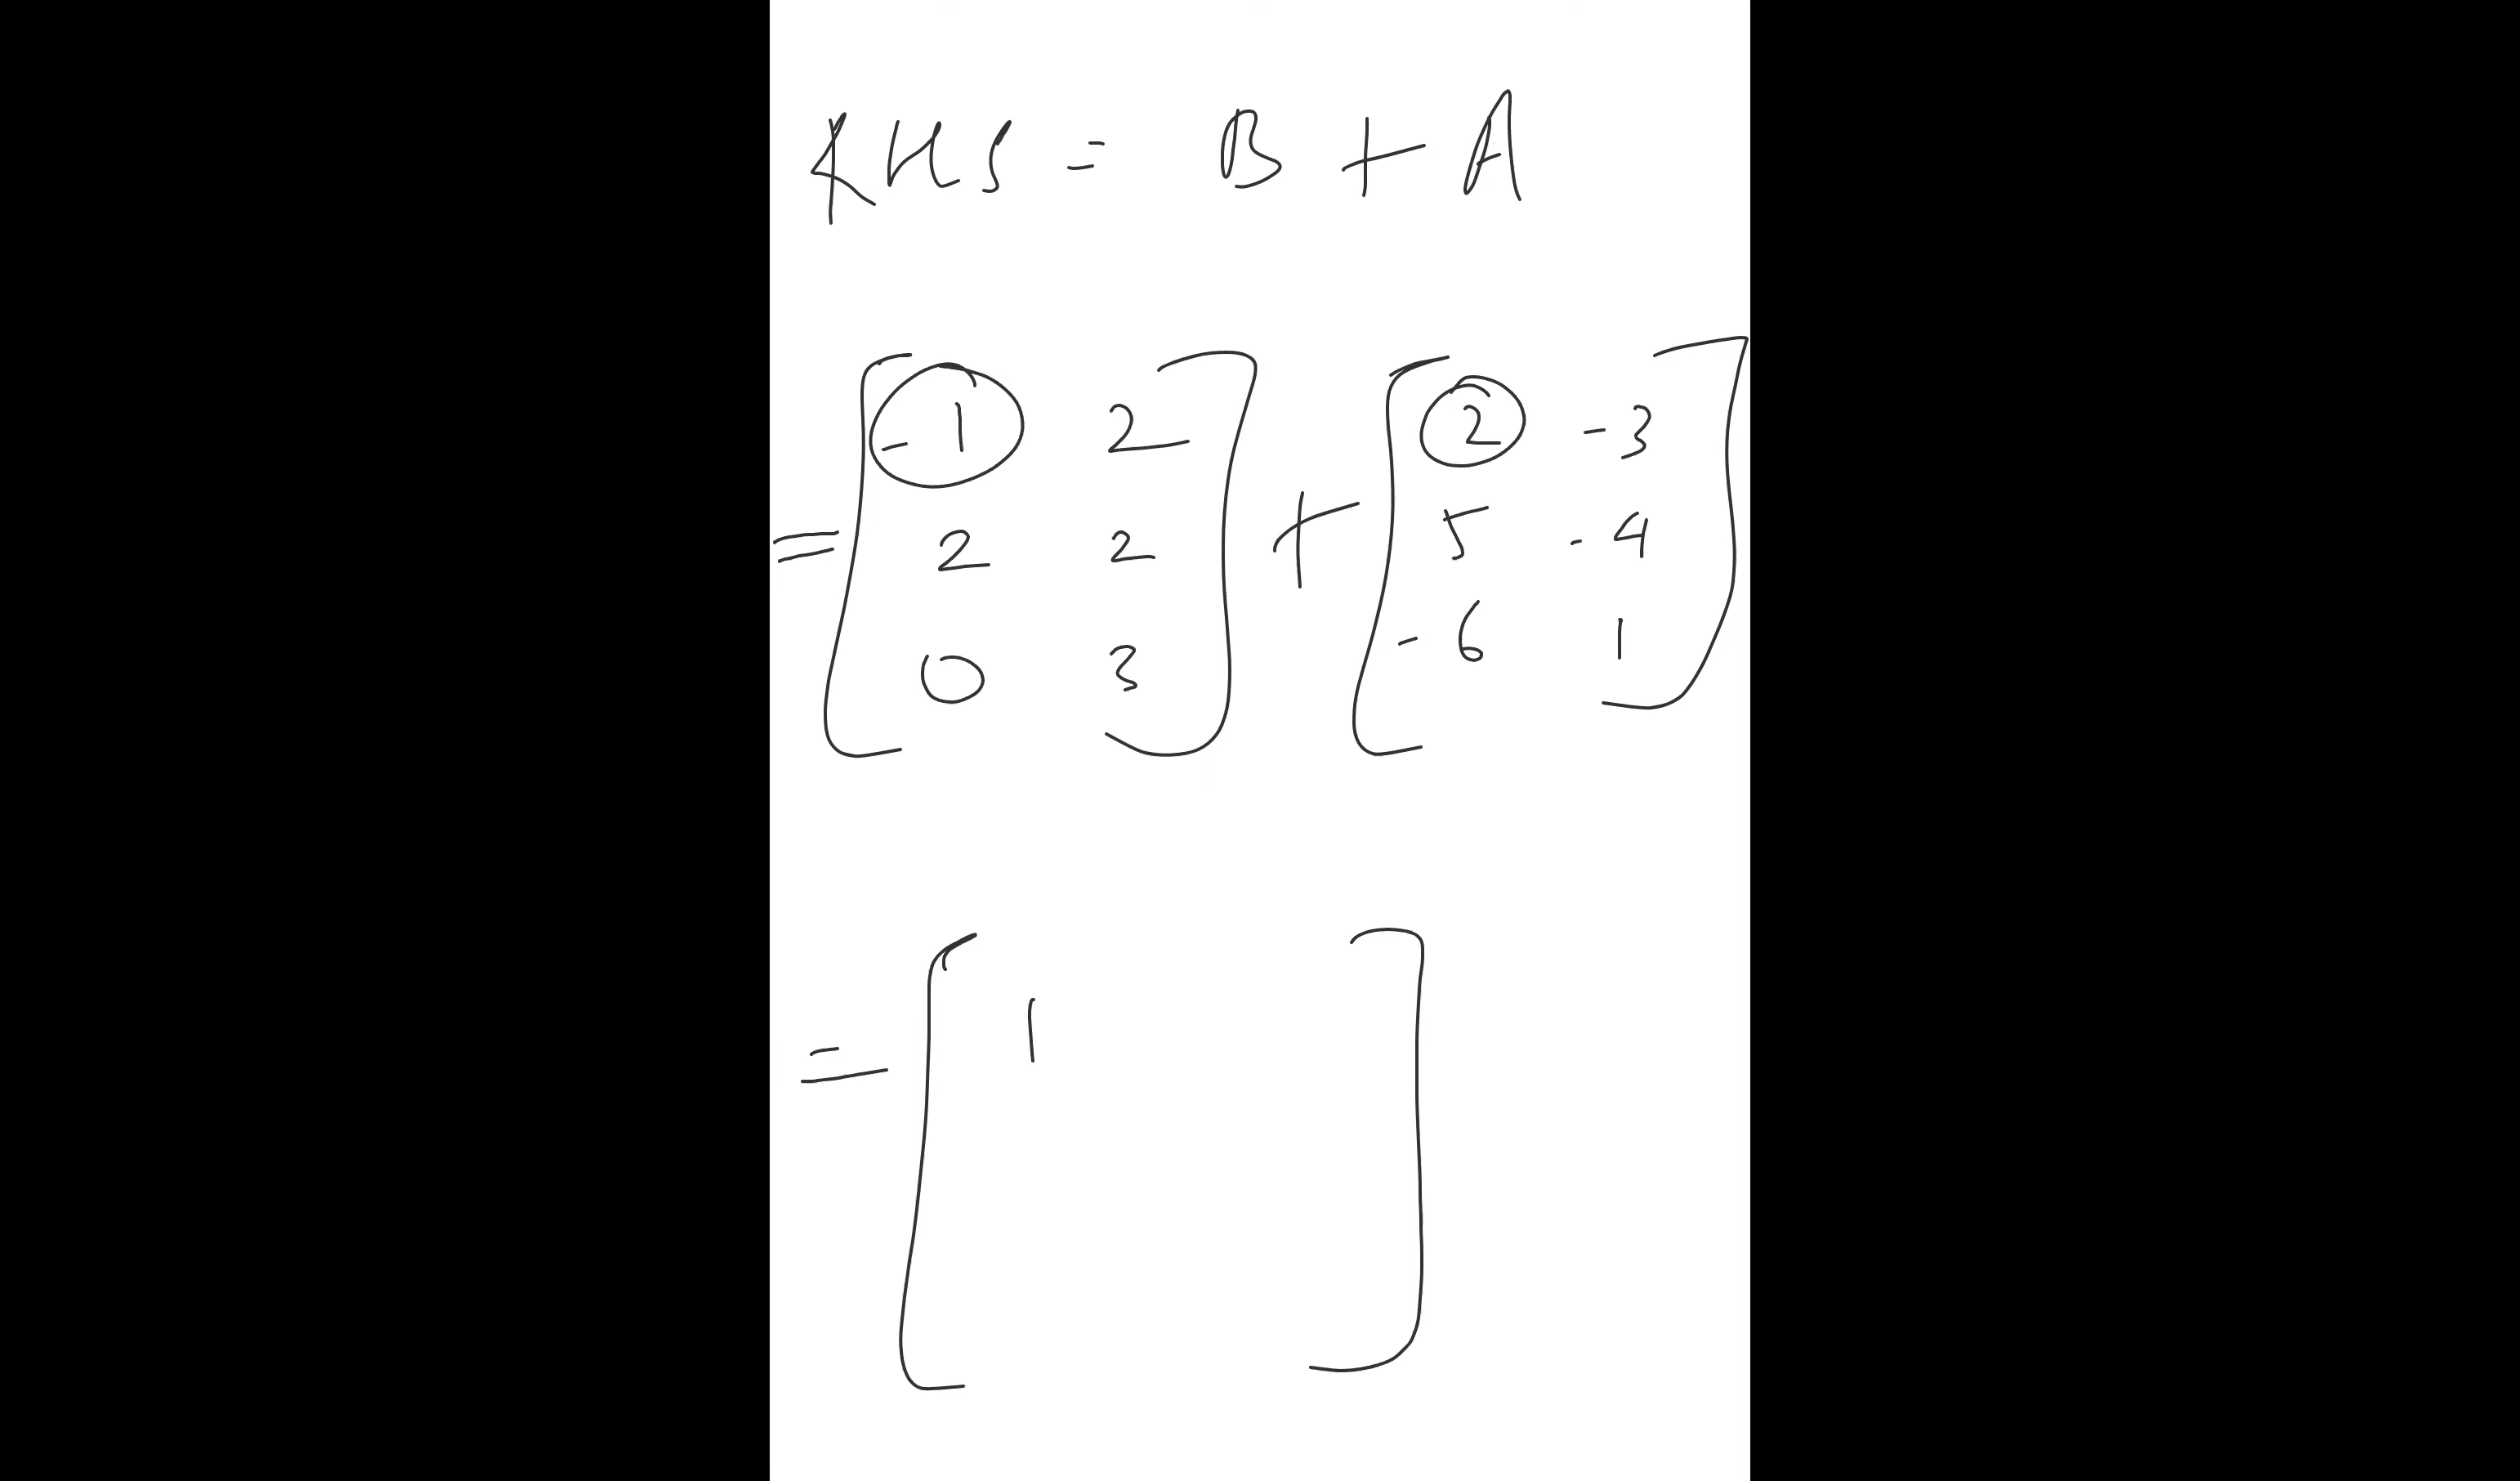 RHS = B + A
= [ -1 2 ] + [ 2 -3 ]
2 2 5 -4
0 3 -6 1
= [ 1 ]